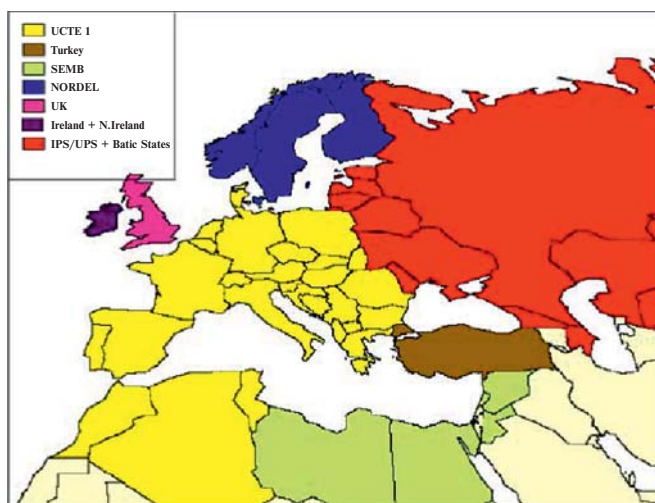 UCTE 1
Turkey
SEMB
NORDEL
UK
Ireland + N.Ireland
IPS/UPS + Batic States